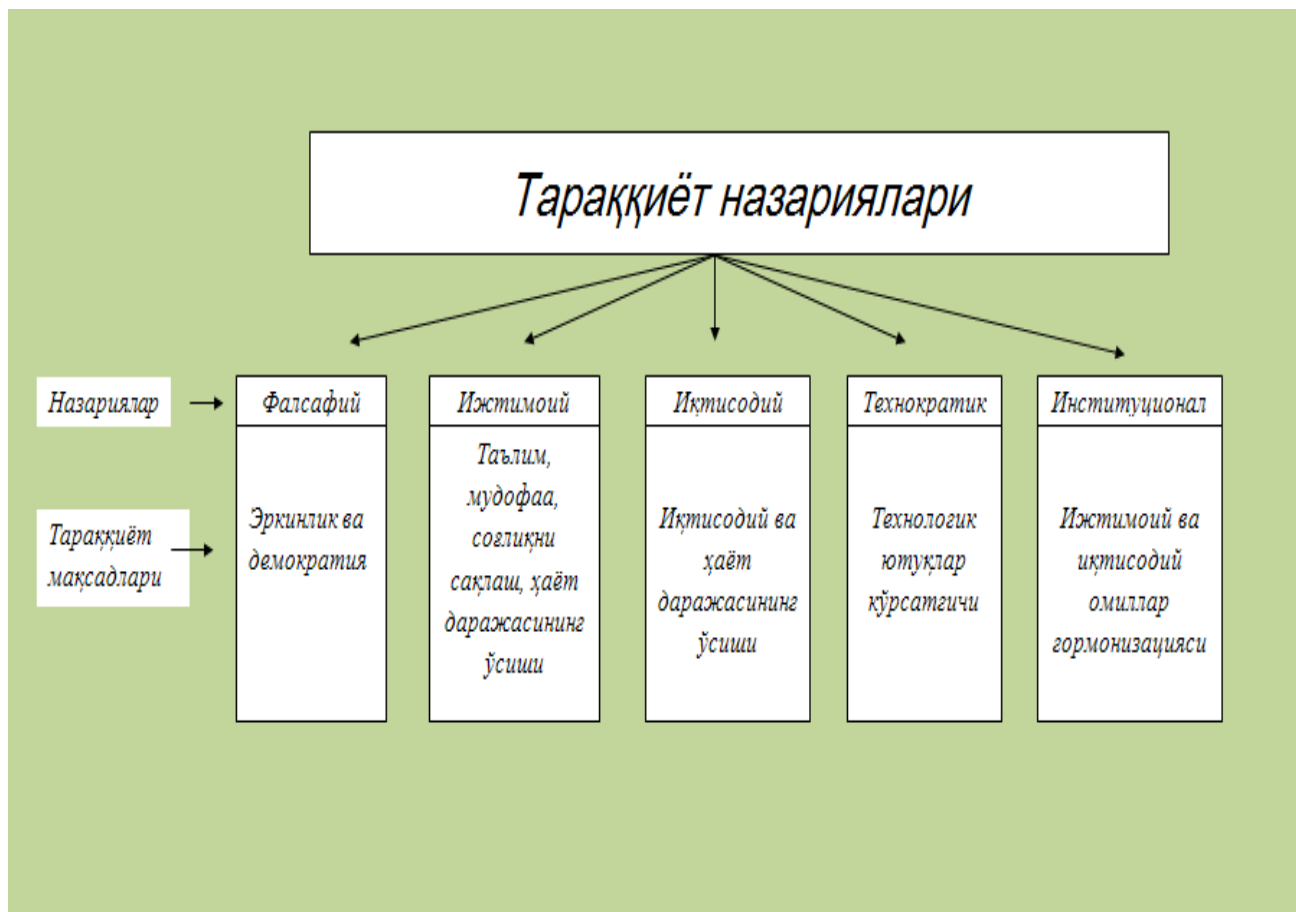 Тараққиёт назариялари
Назариялар
Фалсафий
Ижтимоий
Иқтисодий
Технократик
Институционал
Тараққиёт
мақсадлари
Эркинлик ва
демократия
Таълим,
мудофаа,
соғлиқни
сақлаш, ҳаёт
даражасининг
ўсиши
Иқтисодий ва
ҳаёт
даражасининг
ўсиши
Технологик
ютуқлар
кўрсатгичи
Ижтимоий ва
иқтисодий
омиллар
гормонизацияси